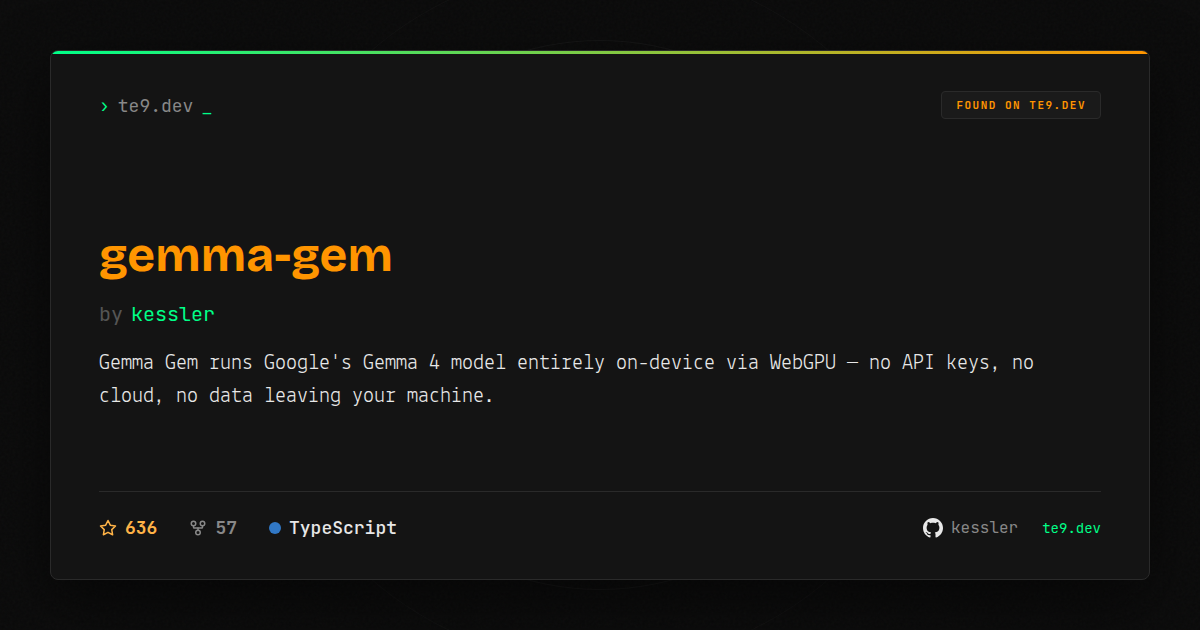 › te9.dev _
FOUND ON TE9.DEV
gemma-gem
by kessler
Gemma Gem runs Google's Gemma 4 model entirely on-device via WebGPU — no API keys, no
cloud, no data leaving your machine.
636 57 TypeScript
kessler te9.dev